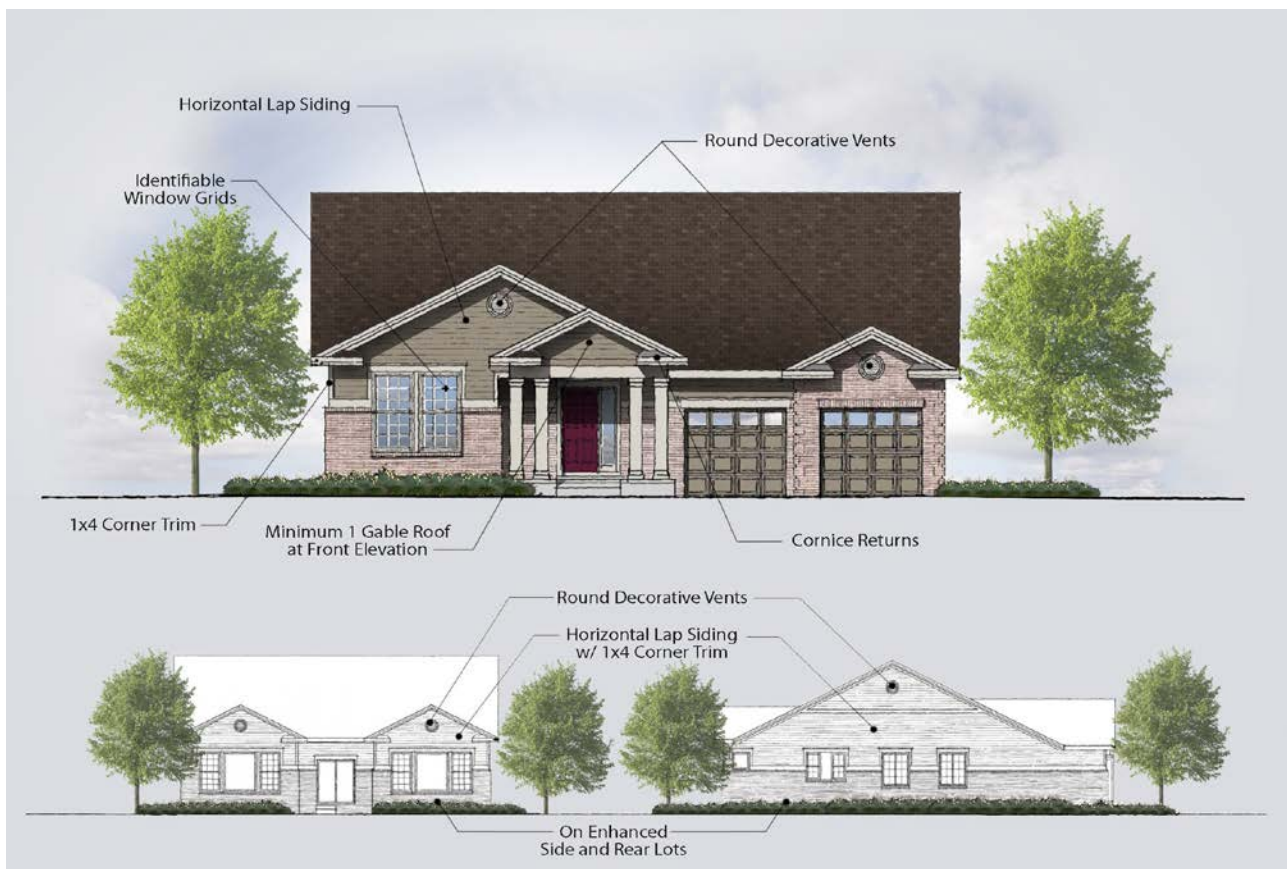 Horizontal Lap Siding
Round Decorative Vents
Identifiable
Window Grids
1x4 Corner Trim
Minimum 1 Gable Roof
at Front Elevation
Cornice Returns
Round Decorative Vents
Horizontal Lap Siding
w/ 1x4 Corner Trim
On Enhanced
Side and Rear Lots